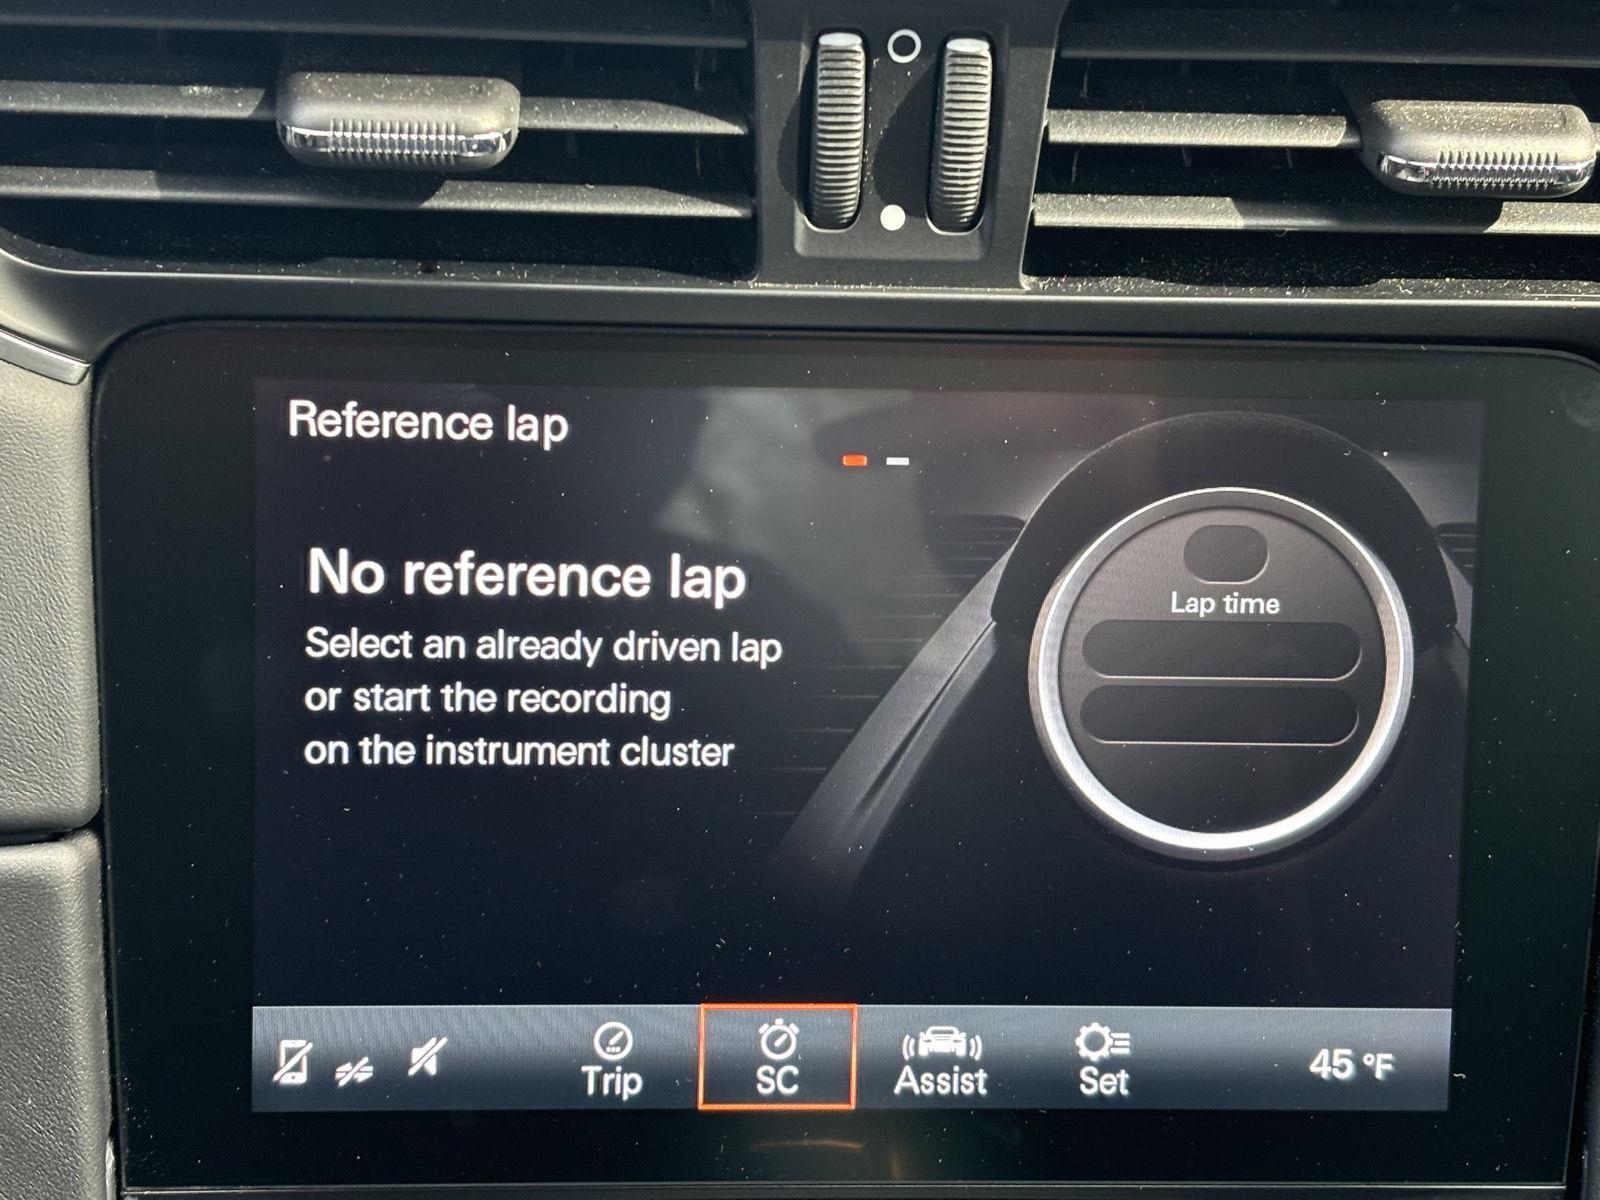 Reference lap
No reference lap
Select an already driven lap
or start the recording
on the instrument cluster
Lap time
Trip
SC
Assist
Set
45 °F